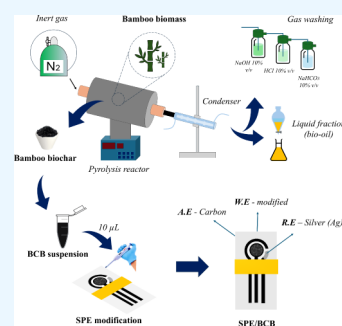 Inert gas
N₂
Bamboo biomass
Gas washing
NaOH 10%
v/v
HCl 10% v/v
NaHCO₃
10% v/v
Condenser
Liquid fraction
(bio-oil)
Bamboo biochar
Pyrolysis reactor
BCB suspension
10 µL
SPE modification
A.E - Carbon
W.E - modified
R.E – Silver (Ag)
SPE/BCB